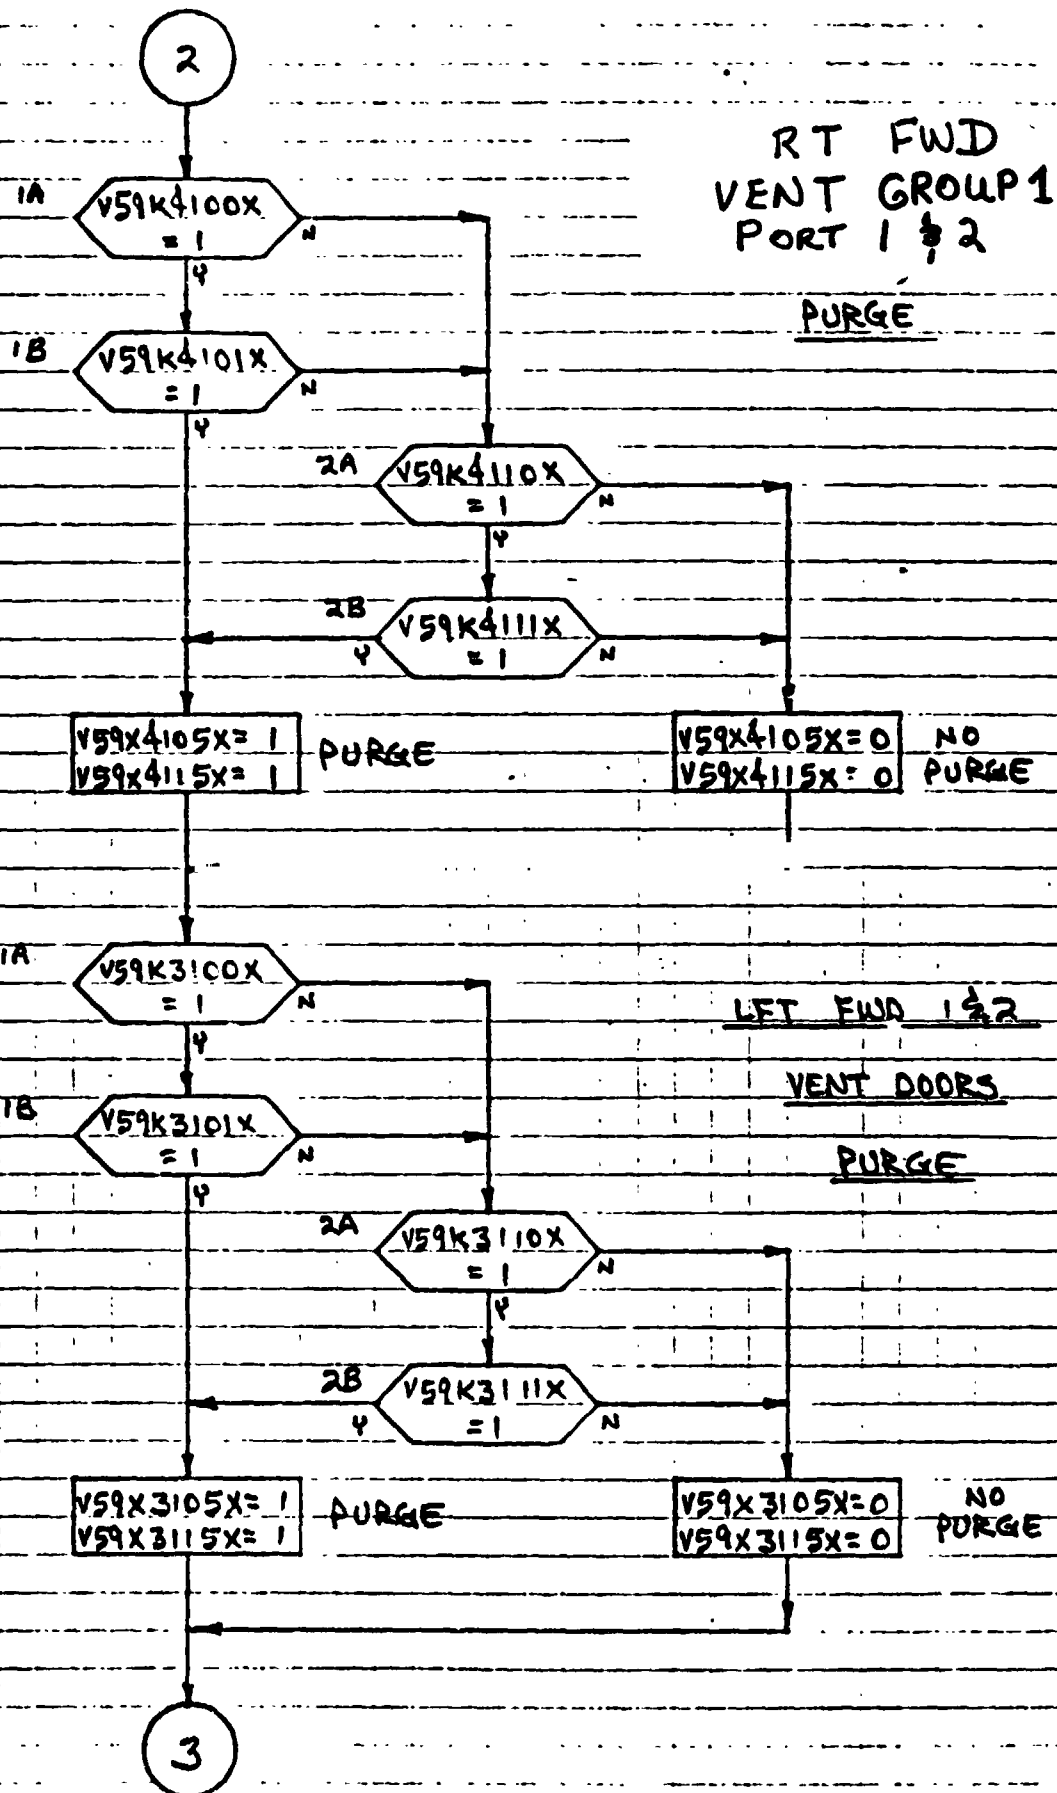 2
RT FWD
VENT GROUP 1
PORT 1 & 2
PURGE
1A
V59K4100X
= 1
N
Y
1B
V59K4101X
= 1
N
Y
2A
V59K4110X
= 1
N
Y
2B
V59K4111X
= 1
Y
N
V59X4105X= 1
V59X4115X= 1
PURGE
V59X4105X=0
V59X4115X=0
NO
PURGE
1A
V59K3100X
= 1
N
Y
LFT FWD 1&2
VENT DOORS
PURGE
1B
V59K3101X
= 1
N
Y
2A
V59K3110X
= 1
N
Y
2B
V59K3111X
= 1
Y
N
V59X3105X= 1
V59X3115X= 1
PURGE
V59X3105X=0
V59X3115X=0
NO
PURGE
3